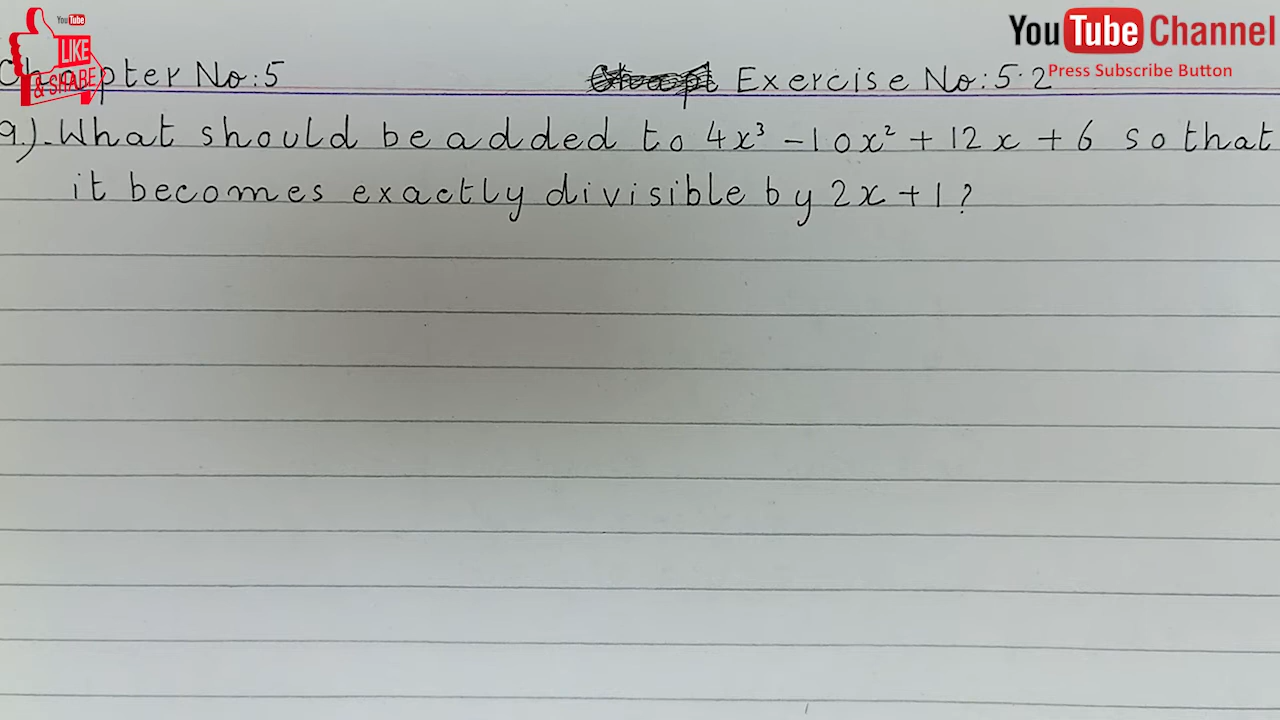 YouTube
LIKE
& SHARE
YouTube Channel
Press Subscribe Button
Chapter No:5 Exercise No:5.2
9.). What should be added to 4x³ -10x² + 12x + 6 so that
it becomes exactly divisible by 2x +1?